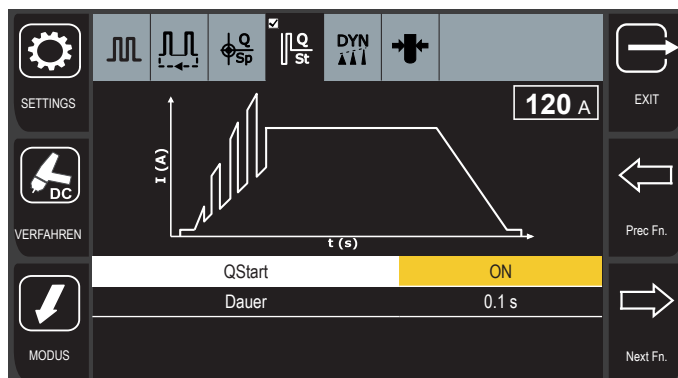 SETTINGS
DC
VERFAHREN
MODUS
Q
Sp
Q
St
DYN
120 A
I (A)
t (s)
QStart ON
Dauer 0.1 s
EXIT
Prec Fn.
Next Fn.